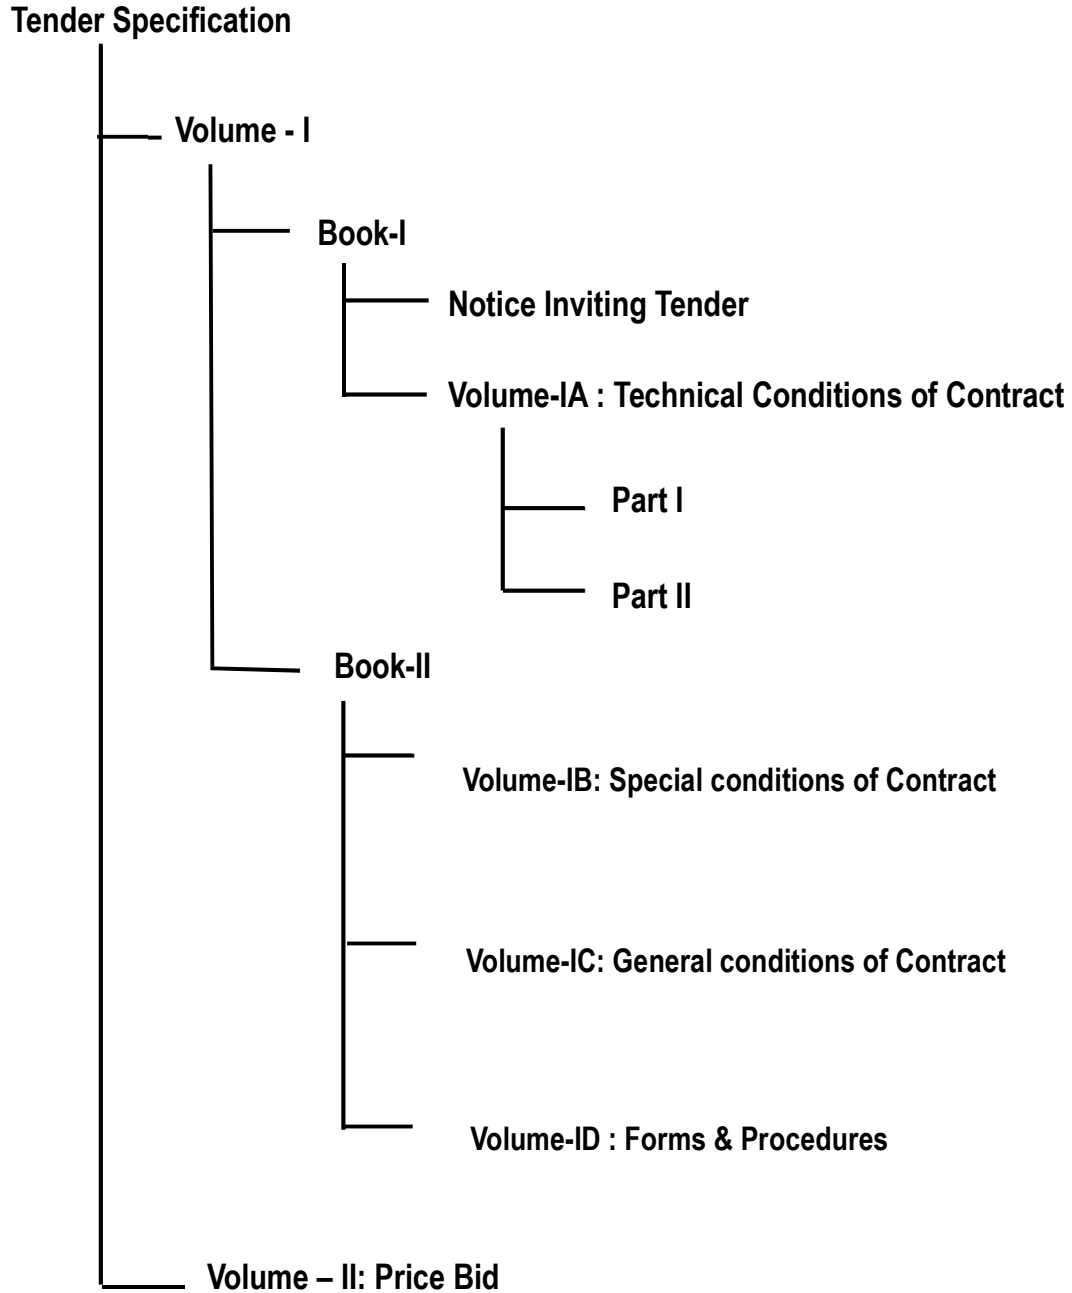 Tender Specification
Volume - I
Book-I
Notice Inviting Tender
Volume-IA : Technical Conditions of Contract
Part I
Part II
Book-II
Volume-IB: Special conditions of Contract
Volume-IC: General conditions of Contract
Volume-ID : Forms & Procedures
Volume – II: Price Bid